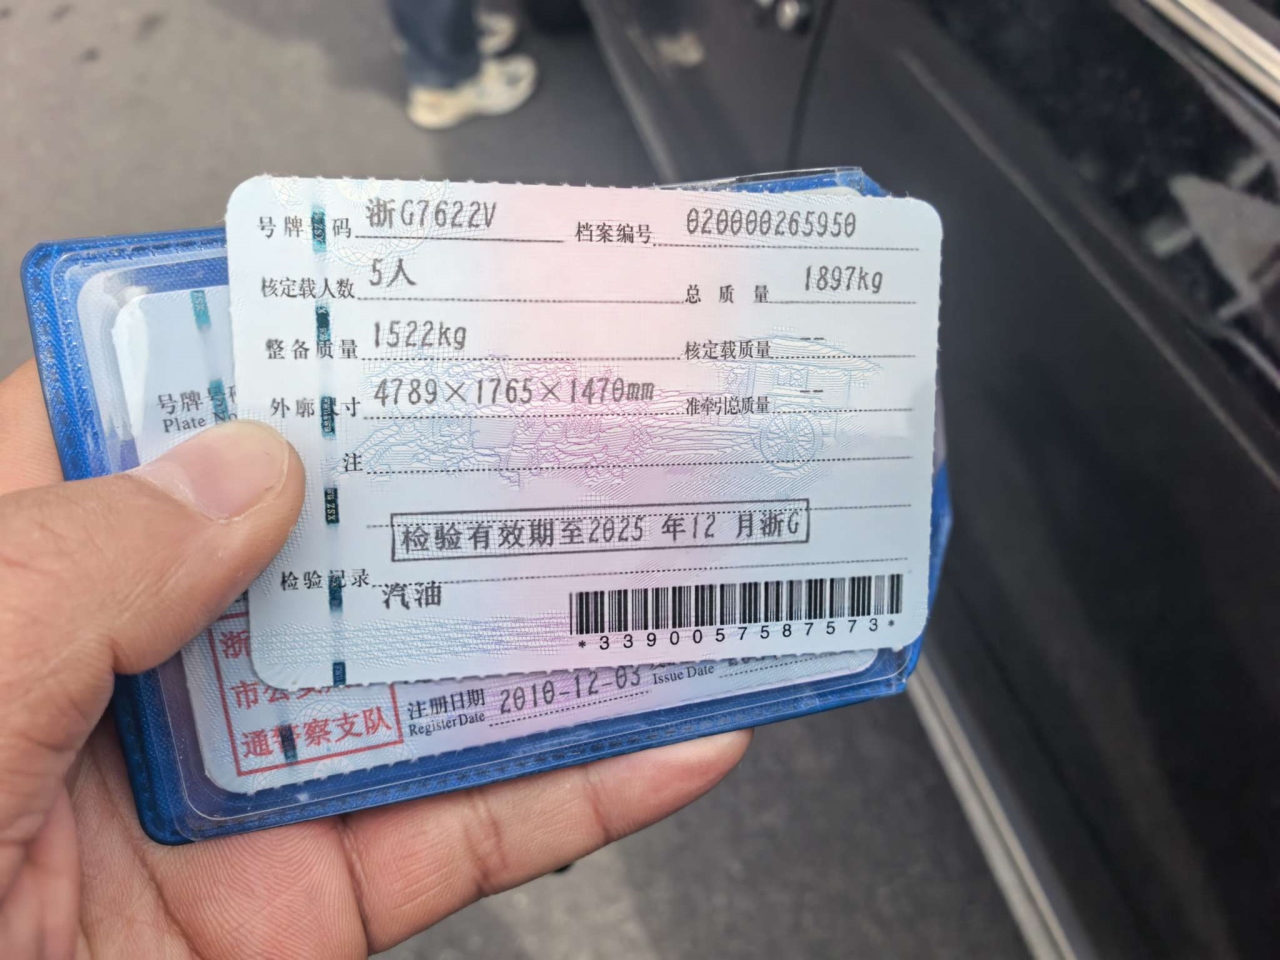 号牌号码 浙G7622V 档案编号 020000265950
核定载人数 5人 总质量 1897kg
整备质量 1522kg 核定载质量 --
外廓尺寸 4789×1765×1470mm 准牵引总质量 --
注
检验有效期至2025 年12 月浙G
检验记录
汽油
*3390057587573*
号牌号码
Plate No
浙
市公安局
通警察支队
注册日期 2010-12-03
Register Date
Issue Date